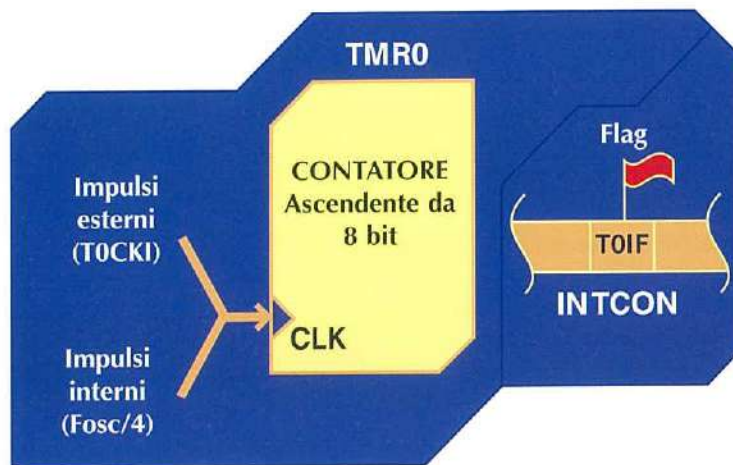 TMR0
CONTATORE
Ascendente da
8 bit
Impulsi
esterni
(T0CKI)
Impulsi
interni
(Fosc/4)
CLK
Flag
T0IF
INTCON